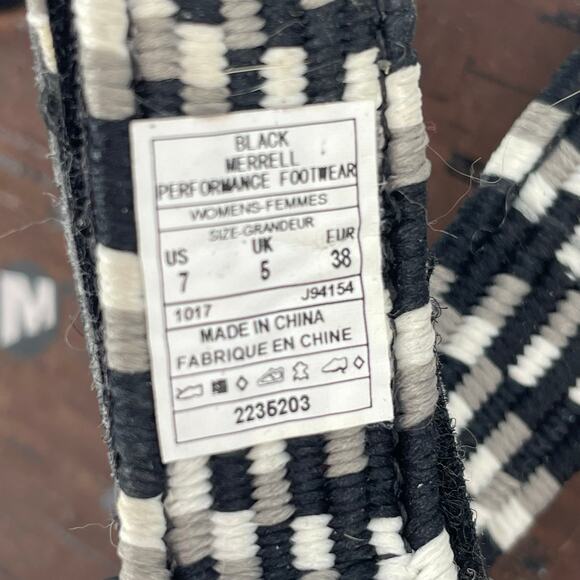 BLACK
MERRELL
PERFORMANCE FOOTWEAR
WOMENS-FEMMES
SIZE-GRANDEUR
US UK EUR
7 5 38
1017 J94154
MADE IN CHINA
FABRIQUE EN CHINE
2235203
M